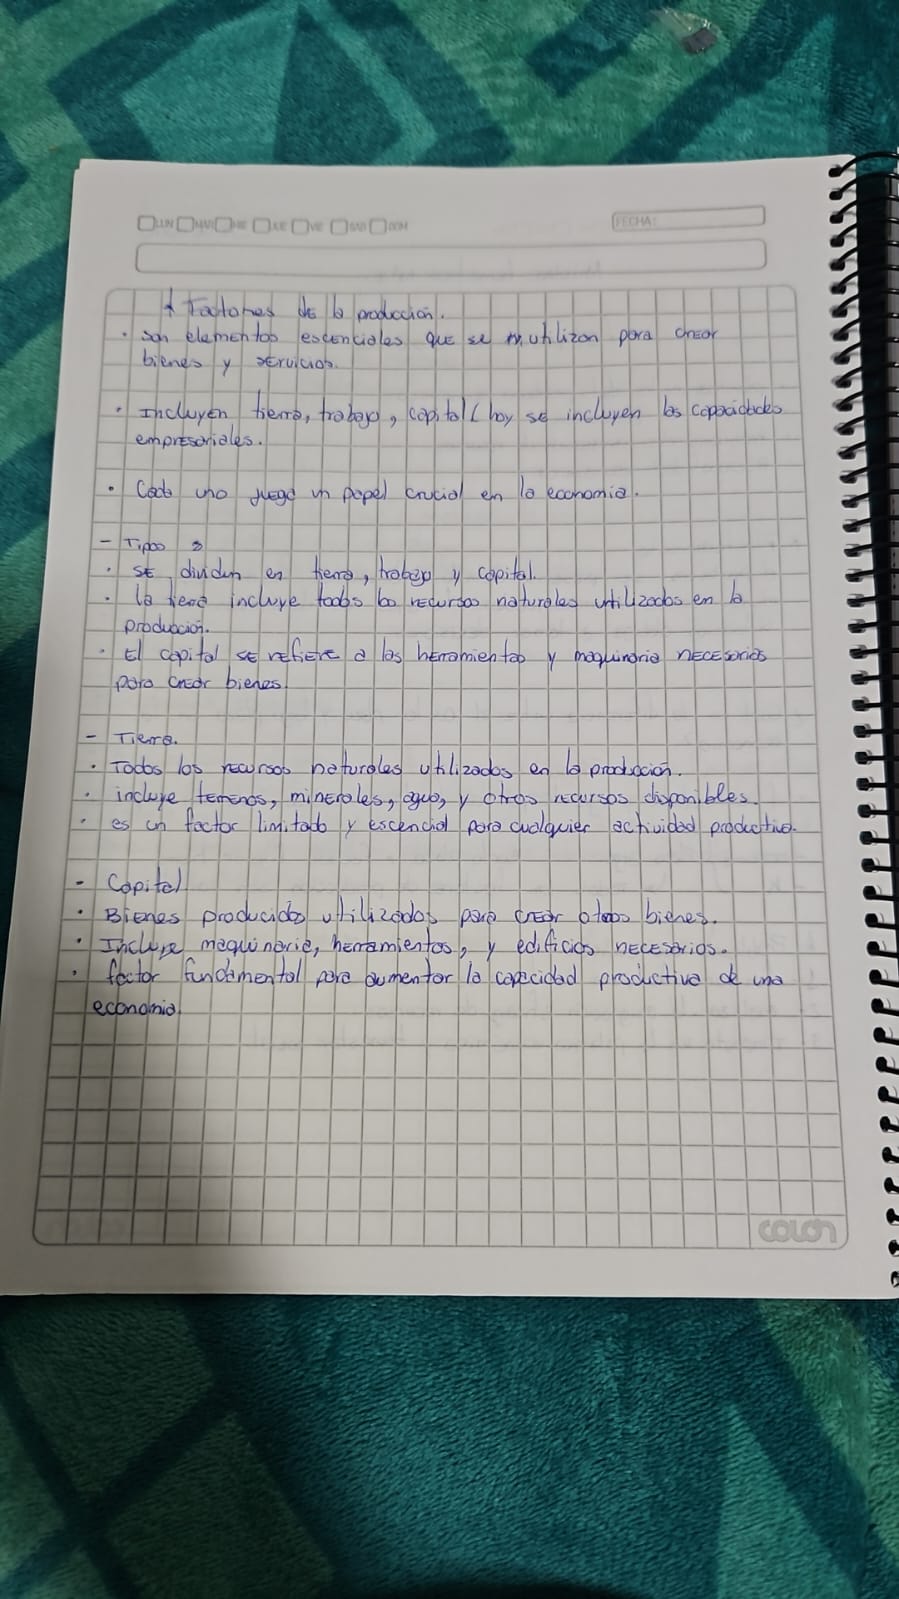 LUN MAR MIE JUE VIE SAB DOM FECHA:
* Factores de la producción.
· son elementos escenciales que se utilizan para crear
bienes y servicios.
· Incluyen tierra, trabajo, capital ( hoy se incluyen las capacidades
empresariales.
· Cada uno juega un papel crucial en la economia.
- Tipos :
· SE dividen en tierra, trabajo y capital.
· la tierra incluye todos los recursos naturales utilizados en la
producción.
· El capital se refiere a las herramientas y maquinaria necesarias
para crear bienes
- Tierra.
· Todos los recursos naturales utilizados en la producción.
· incluye terrenos, minerales, agua, y otros recursos disponibles.
· es un factor limitado y escencial para cualquier actividad productiva.
- Capital
· Bienes producidos utilizados para crear otros bienes.
· Incluye maquinaria, herramientas, y edificios necesarios.
· factor fundamental para aumentar la capacidad productiva de una
economia.
colon